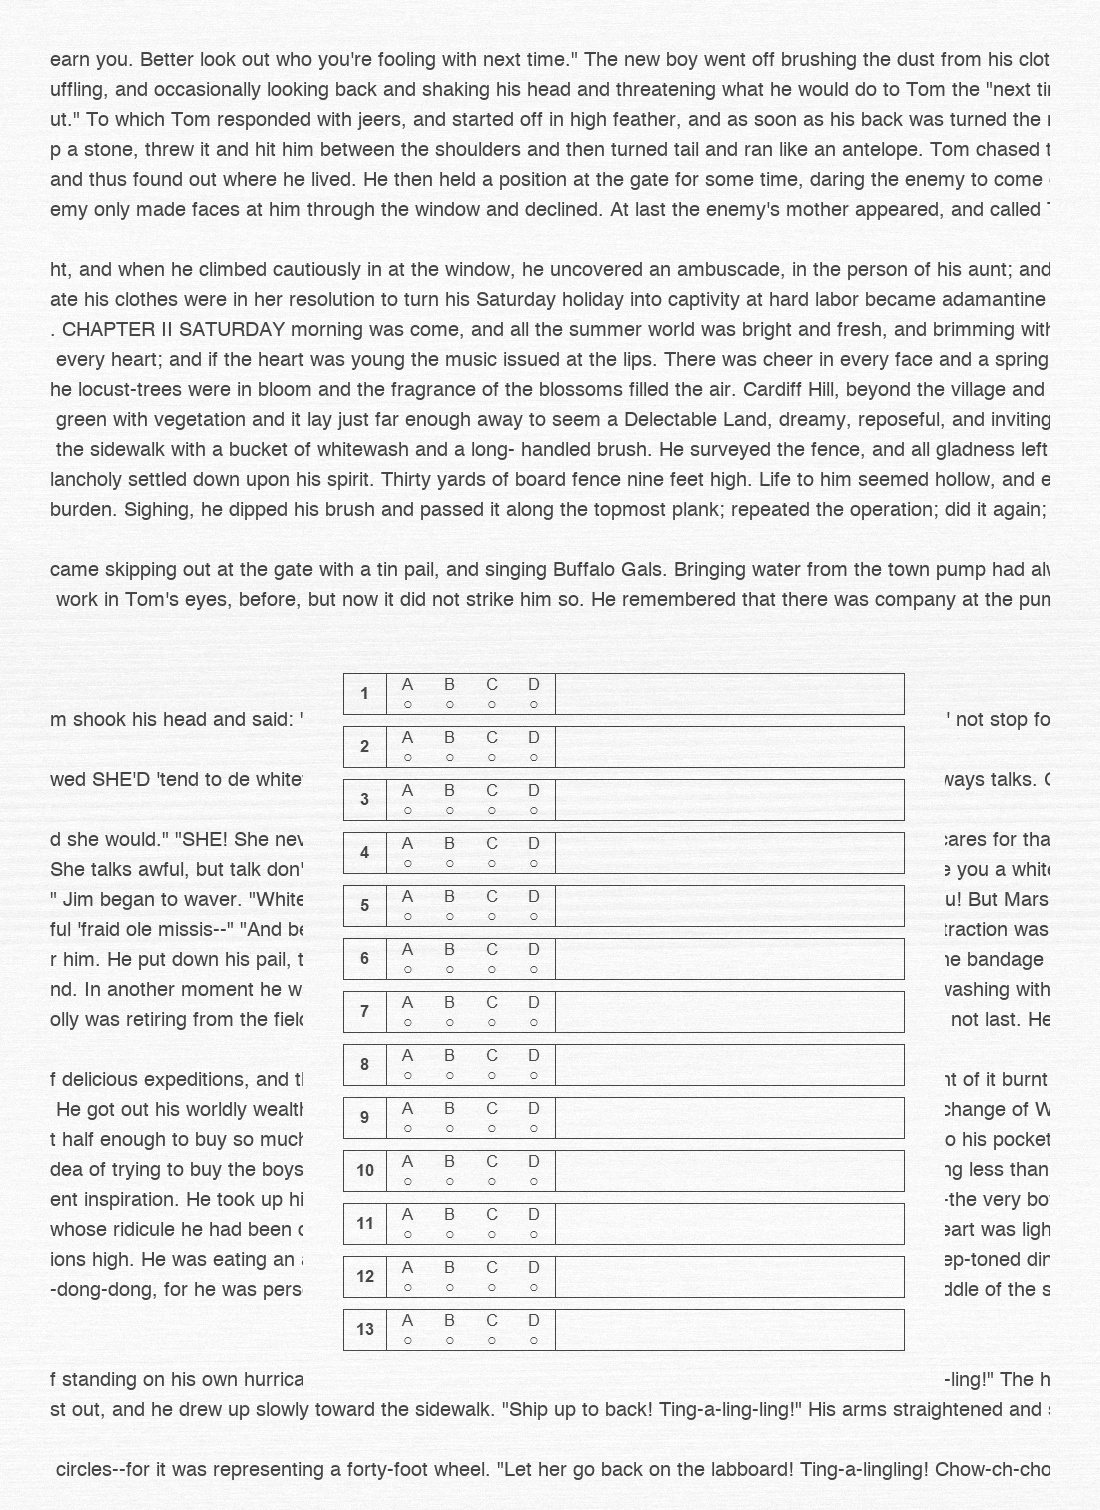 earn you. Better look out who you're fooling with next time." The new boy went off brushing the dust from his clot
uffling, and occasionally looking back and shaking his head and threatening what he would do to Tom the "next
ut." To which Tom responded with jeers, and started off in high feather, and as soon as his back was turned the
p a stone, threw it and hit him between the shoulders and then turned tail and ran like an antelope. Tom chased
and thus found out where he lived. He then held a position at the gate for some time, daring the enemy to come
emy only made faces at him through the window and declined. At last the enemy's mother appeared, and called
ht, and when he climbed cautiously in at the window, he uncovered an ambuscade, in the person of his aunt; and
ate his clothes were in her resolution to turn his Saturday holiday into captivity at hard labor became adamantine
. CHAPTER II SATURDAY morning was come, and all the summer world was bright and fresh, and brimming with
every heart; and if the heart was young the music issued at the lips. There was cheer in every face and a spring
he locust-trees were in bloom and the fragrance of the blossoms filled the air. Cardiff Hill, beyond the village and
green with vegetation and it lay just far enough away to seem a Delectable Land, dreamy, reposeful, and inviting
the sidewalk with a bucket of whitewash and a long- handled brush. He surveyed the fence, and all gladness left
lancholy settled down upon his spirit. Thirty yards of board fence nine feet high. Life to him seemed hollow, and e
burden. Sighing, he dipped his brush and passed it along the topmost plank; repeated the operation; did it again;
came skipping out at the gate with a tin pail, and singing Buffalo Gals. Bringing water from the town pump had
work in Tom's eyes, before, but now it did not strike him so. He remembered that there was company at the pum
1 A B C D
m shook his head and said: ' not stop fo
2 A B C D
wed SHE'D 'tend to de white ways talks.
3 A B C D
d she would." "SHE! She nev cares for tha
4 A B C D
She talks awful, but talk don' e you a white
" Jim began to waver. "White u! But Mars
5 A B C D
ful 'fraid ole missis--" "And be traction was
6 A B C D
r him. He put down his pail, t he bandage
nd. In another moment he w washing with
7 A B C D
olly was retiring from the field not last. He
8 A B C D
f delicious expeditions, and th nt of it burnt
9 A B C D
He got out his worldly wealth change of W
t half enough to buy so much o his pocket
10 A B C D
dea of trying to buy the boys ng less than
ent inspiration. He took up hi -the very bo
11 A B C D
whose ridicule he had been eart was ligh
ions high. He was eating an ep-toned din
12 A B C D
-dong-dong, for he was pers ddle of the s
13 A B C D
f standing on his own hurrica -ling!" The h
st out, and he drew up slowly toward the sidewalk. "Ship up to back! Ting-a-ling-ling!" His arms straightened and
circles--for it was representing a forty-foot wheel. "Let her go back on the labboard! Ting-a-lingling! Chow-ch-cho